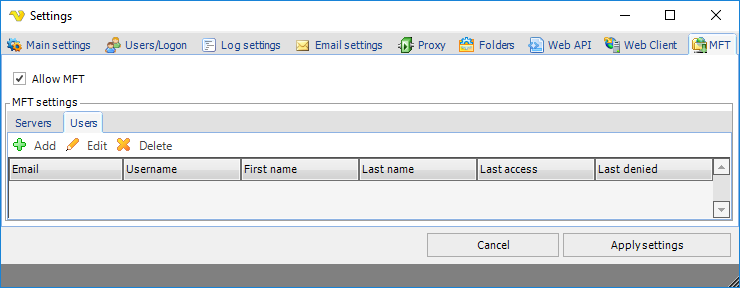 Settings
Main settings Users/Logon Log settings Email settings Proxy Folders Web API Web Client MFT
Allow MFT
MFT settings
Servers Users
Add Edit Delete
Email Username First name Last name Last access Last denied
Cancel Apply settings